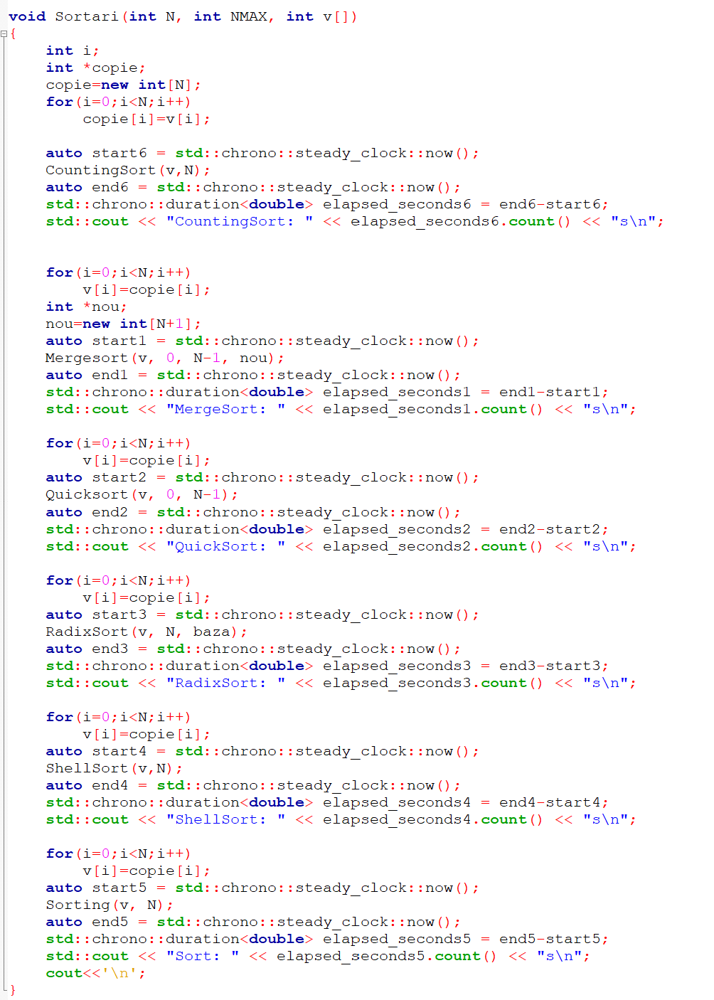 void Sortari(int N, int NMAX, int v[])
{
    int i;
    int *copie;
    copie=new int[N];
    for(i=0;i<N;i++)
        copie[i]=v[i];

    auto start6 = std::chrono::steady_clock::now();
    CountingSort(v,N);
    auto end6 = std::chrono::steady_clock::now();
    std::chrono::duration<double> elapsed_seconds6 = end6-start6;
    std::cout << "CountingSort: " << elapsed_seconds6.count() << "s\n";


    for(i=0;i<N;i++)
        v[i]=copie[i];
    int *nou;
    nou=new int[N+1];
    auto start1 = std::chrono::steady_clock::now();
    Mergesort(v, 0, N-1, nou);
    auto end1 = std::chrono::steady_clock::now();
    std::chrono::duration<double> elapsed_seconds1 = end1-start1;
    std::cout << "MergeSort: " << elapsed_seconds1.count() << "s\n";

    for(i=0;i<N;i++)
        v[i]=copie[i];
    auto start2 = std::chrono::steady_clock::now();
    Quicksort(v, 0, N-1);
    auto end2 = std::chrono::steady_clock::now();
    std::chrono::duration<double> elapsed_seconds2 = end2-start2;
    std::cout << "QuickSort: " << elapsed_seconds2.count() << "s\n";

    for(i=0;i<N;i++)
        v[i]=copie[i];
    auto start3 = std::chrono::steady_clock::now();
    RadixSort(v, N, baza);
    auto end3 = std::chrono::steady_clock::now();
    std::chrono::duration<double> elapsed_seconds3 = end3-start3;
    std::cout << "RadixSort: " << elapsed_seconds3.count() << "s\n";

    for(i=0;i<N;i++)
        v[i]=copie[i];
    auto start4 = std::chrono::steady_clock::now();
    ShellSort(v,N);
    auto end4 = std::chrono::steady_clock::now();
    std::chrono::duration<double> elapsed_seconds4 = end4-start4;
    std::cout << "ShellSort: " << elapsed_seconds4.count() << "s\n";

    for(i=0;i<N;i++)
        v[i]=copie[i];
    auto start5 = std::chrono::steady_clock::now();
    Sorting(v, N);
    auto end5 = std::chrono::steady_clock::now();
    std::chrono::duration<double> elapsed_seconds5 = end5-start5;
    std::cout << "Sort: " << elapsed_seconds5.count() << "s\n";
    cout<<'\n';
}